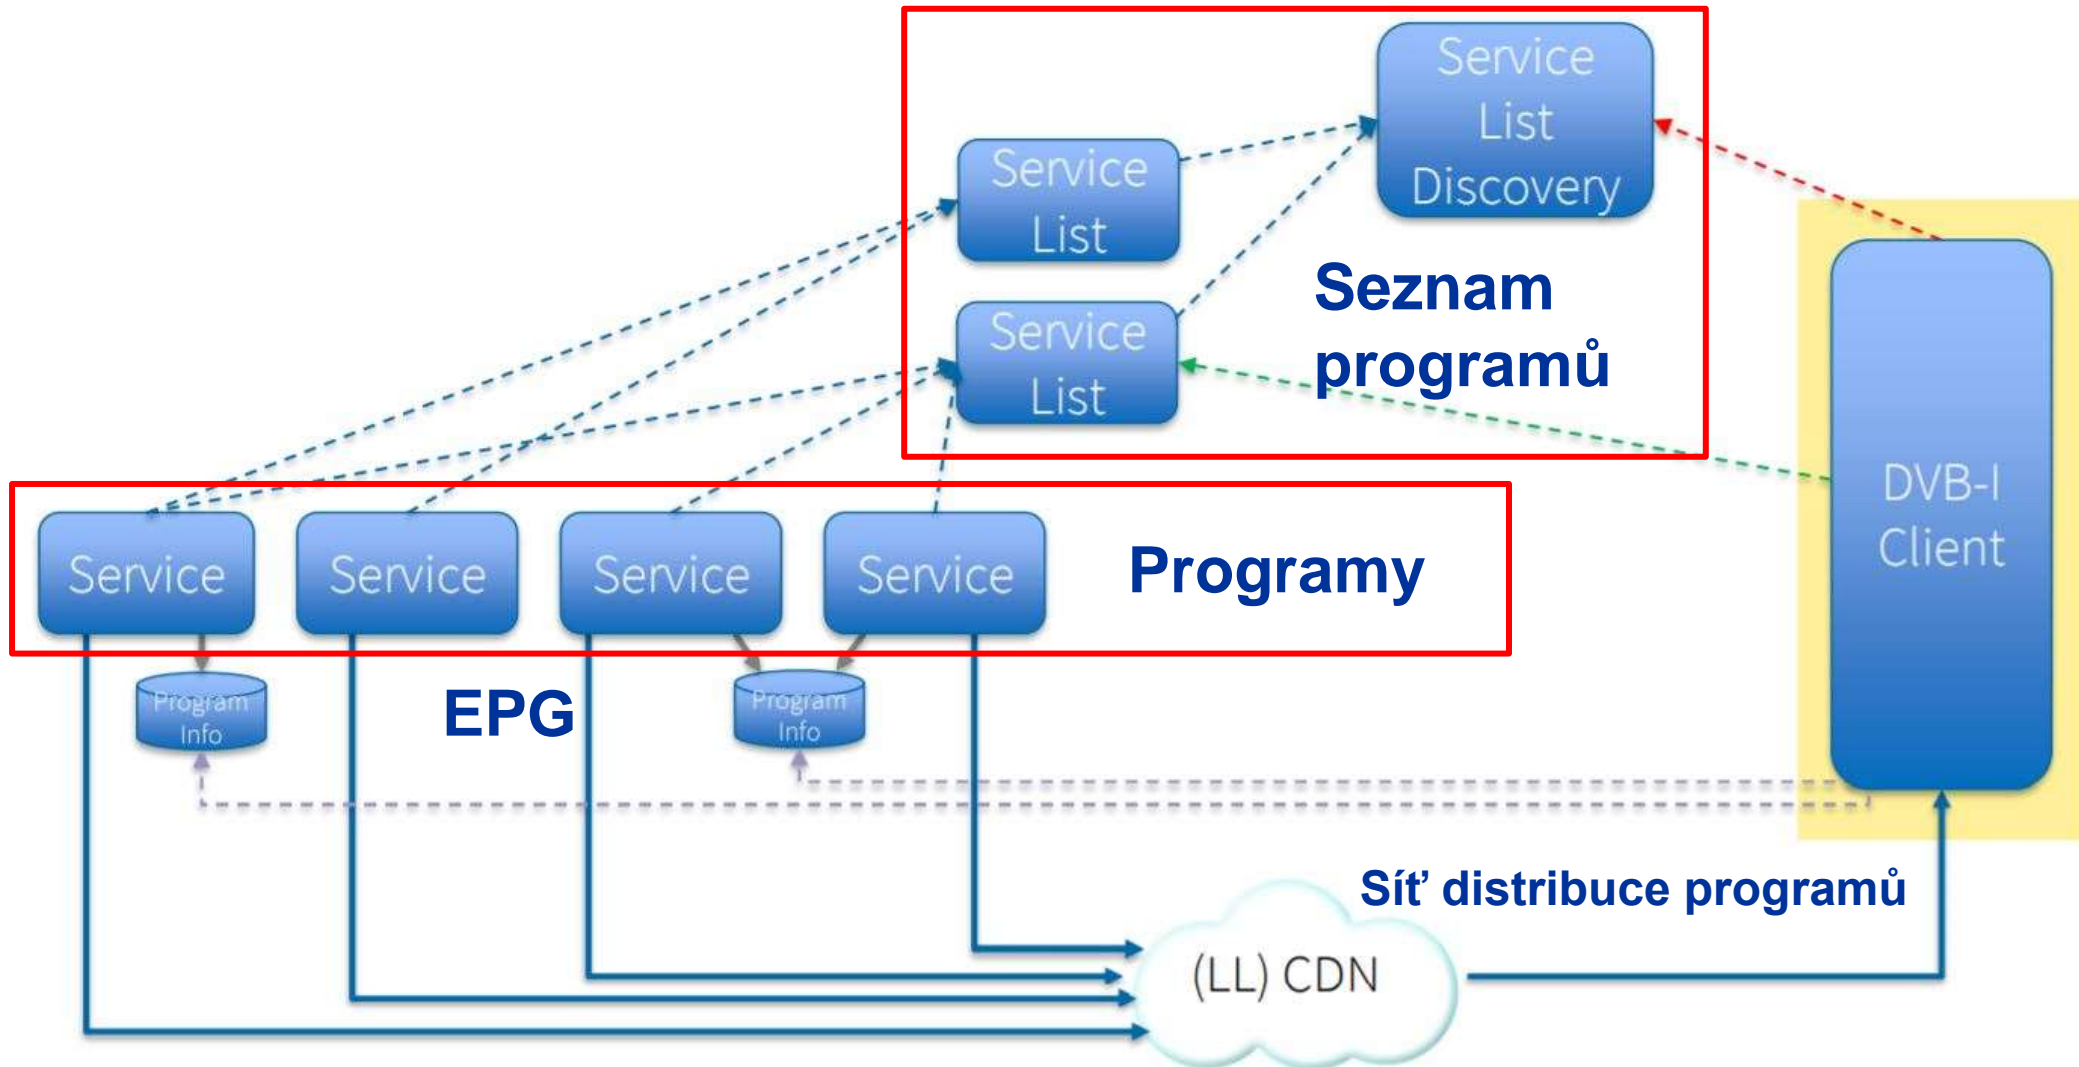 Service
List
Discovery
Service
List
Seznam
programů
Service
List
DVB-I
Client
Service
Service
Service
Service
Programy
Program
Info
EPG
Program
Info
Síť distribuce programů
(LL) CDN